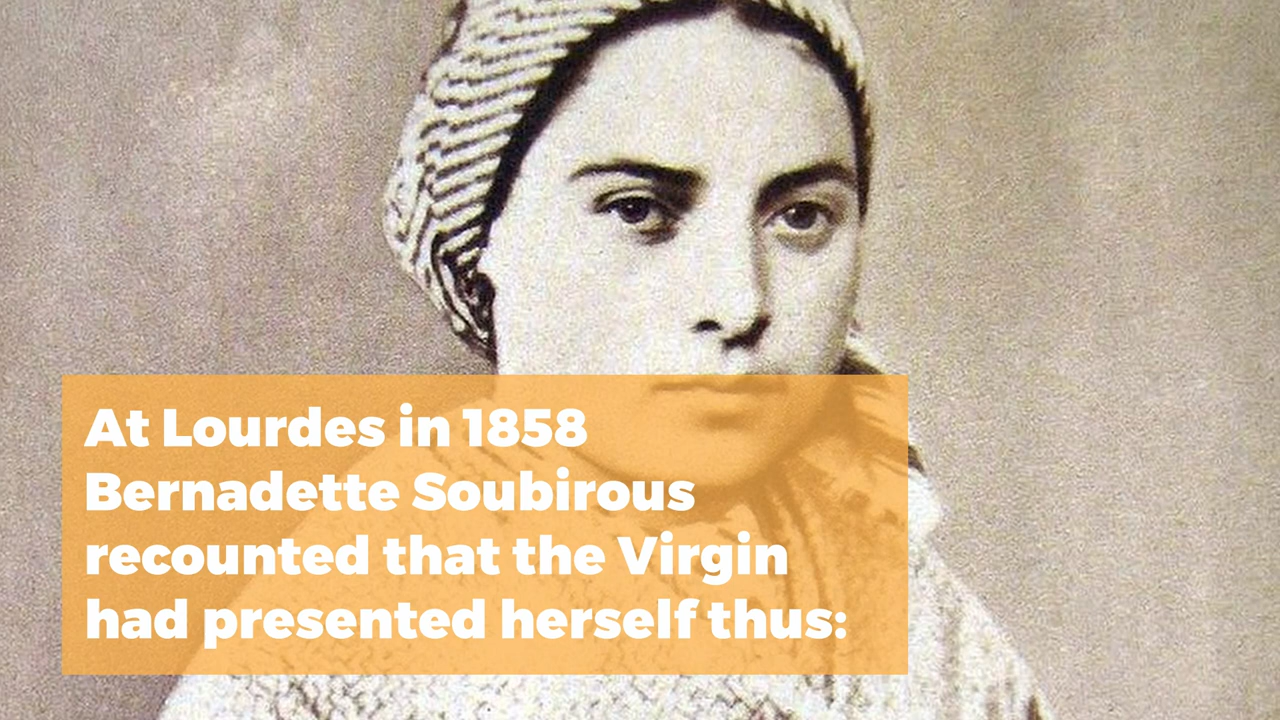 At Lourdes in 1858
Bernadette Soubirous
recounted that the Virgin
had presented herself thus: